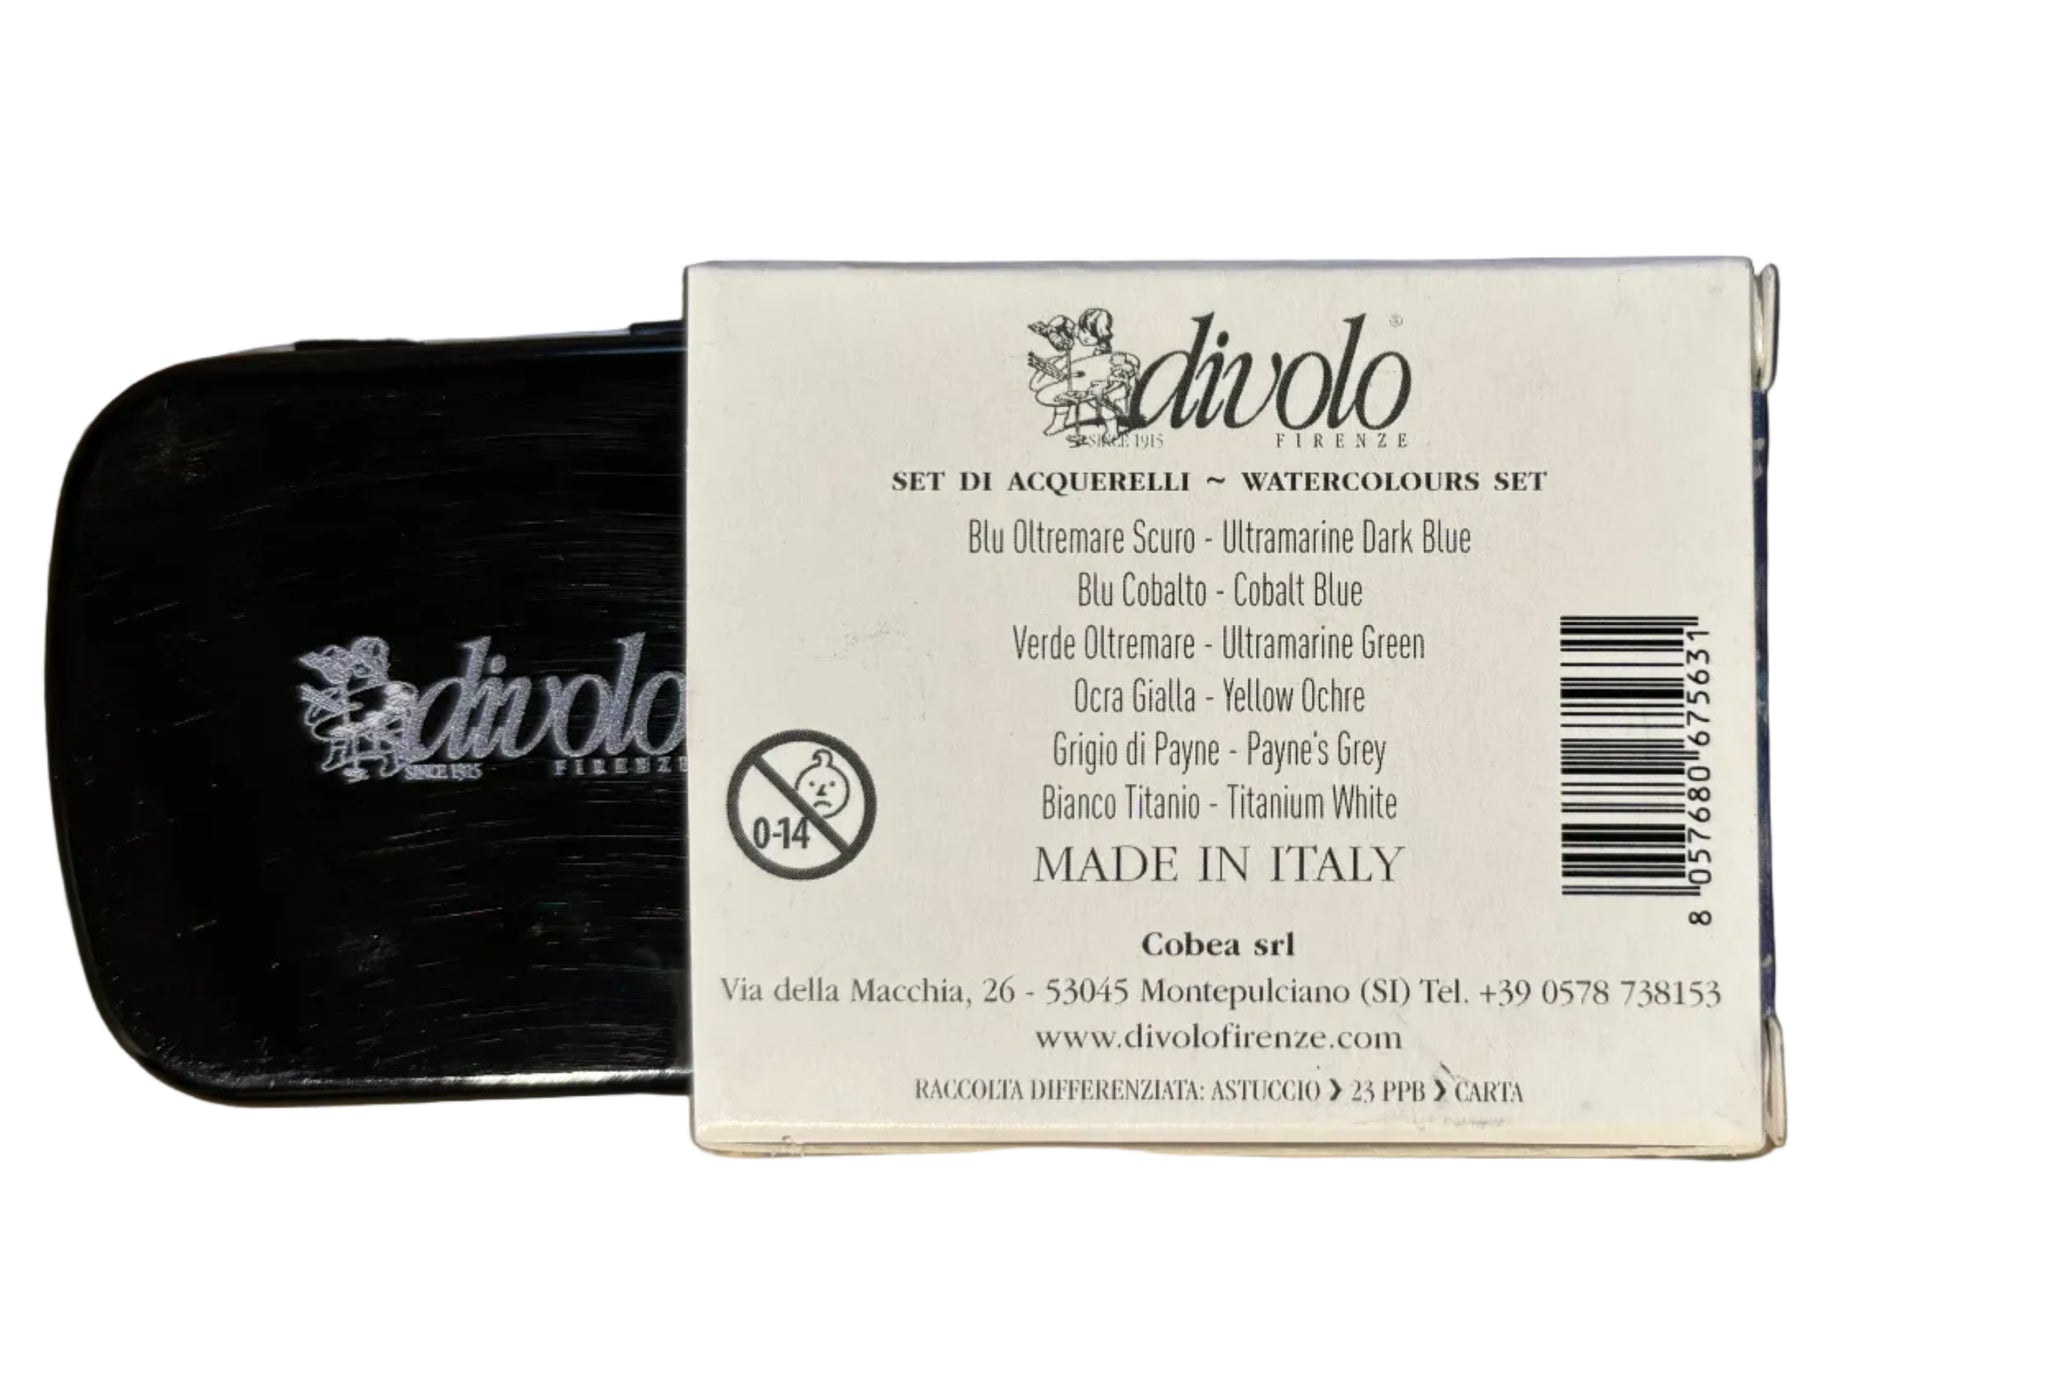 divolo
SINCE 1915 FIRENZE
divolo ®
SINCE 1915 FIRENZE
SET DI ACQUERELLI ~ WATERCOLOURS SET
Blu Oltremare Scuro - Ultramarine Dark Blue
Blu Cobalto - Cobalt Blue
Verde Oltremare - Ultramarine Green
Ocra Gialla - Yellow Ochre
Grigio di Payne - Payne's Grey
Bianco Titanio - Titanium White
MADE IN ITALY
0-14
8 057680 675631
Cobea srl
Via della Macchia, 26 - 53045 Montepulciano (SI) Tel. +39 0578 738153
www.divolofirenze.com
RACCOLTA DIFFERENZIATA: ASTUCCIO ❯ 23 PPB ❯ CARTA